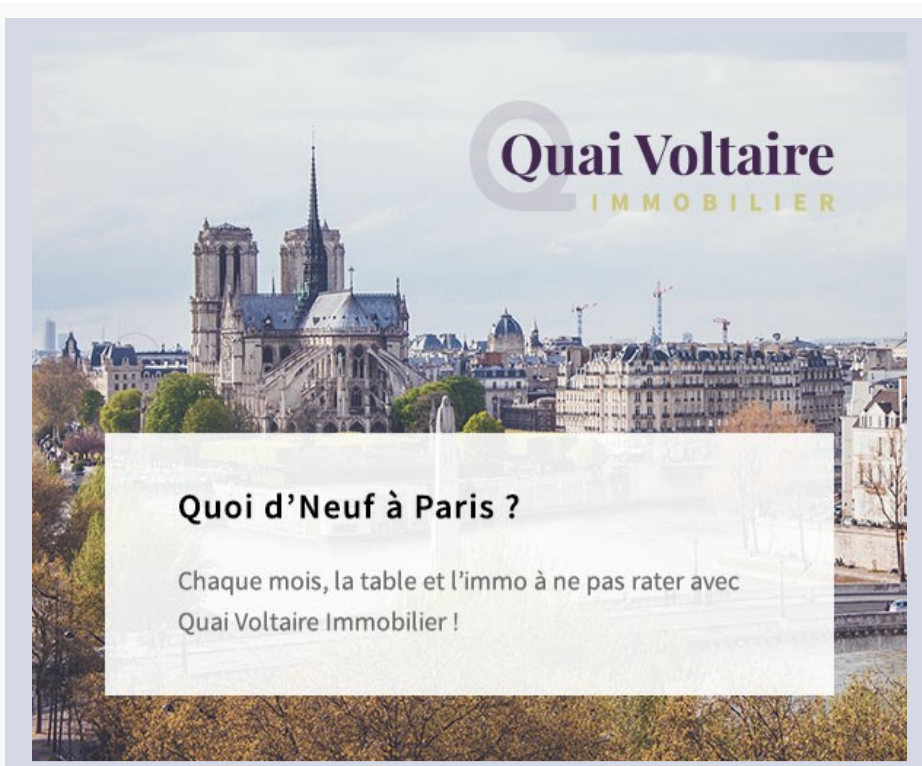 Quai Voltaire
IMMOBILIER
Quoi d’Neuf à Paris ?
Chaque mois, la table et l’immo à ne pas rater avec
Quai Voltaire Immobilier !